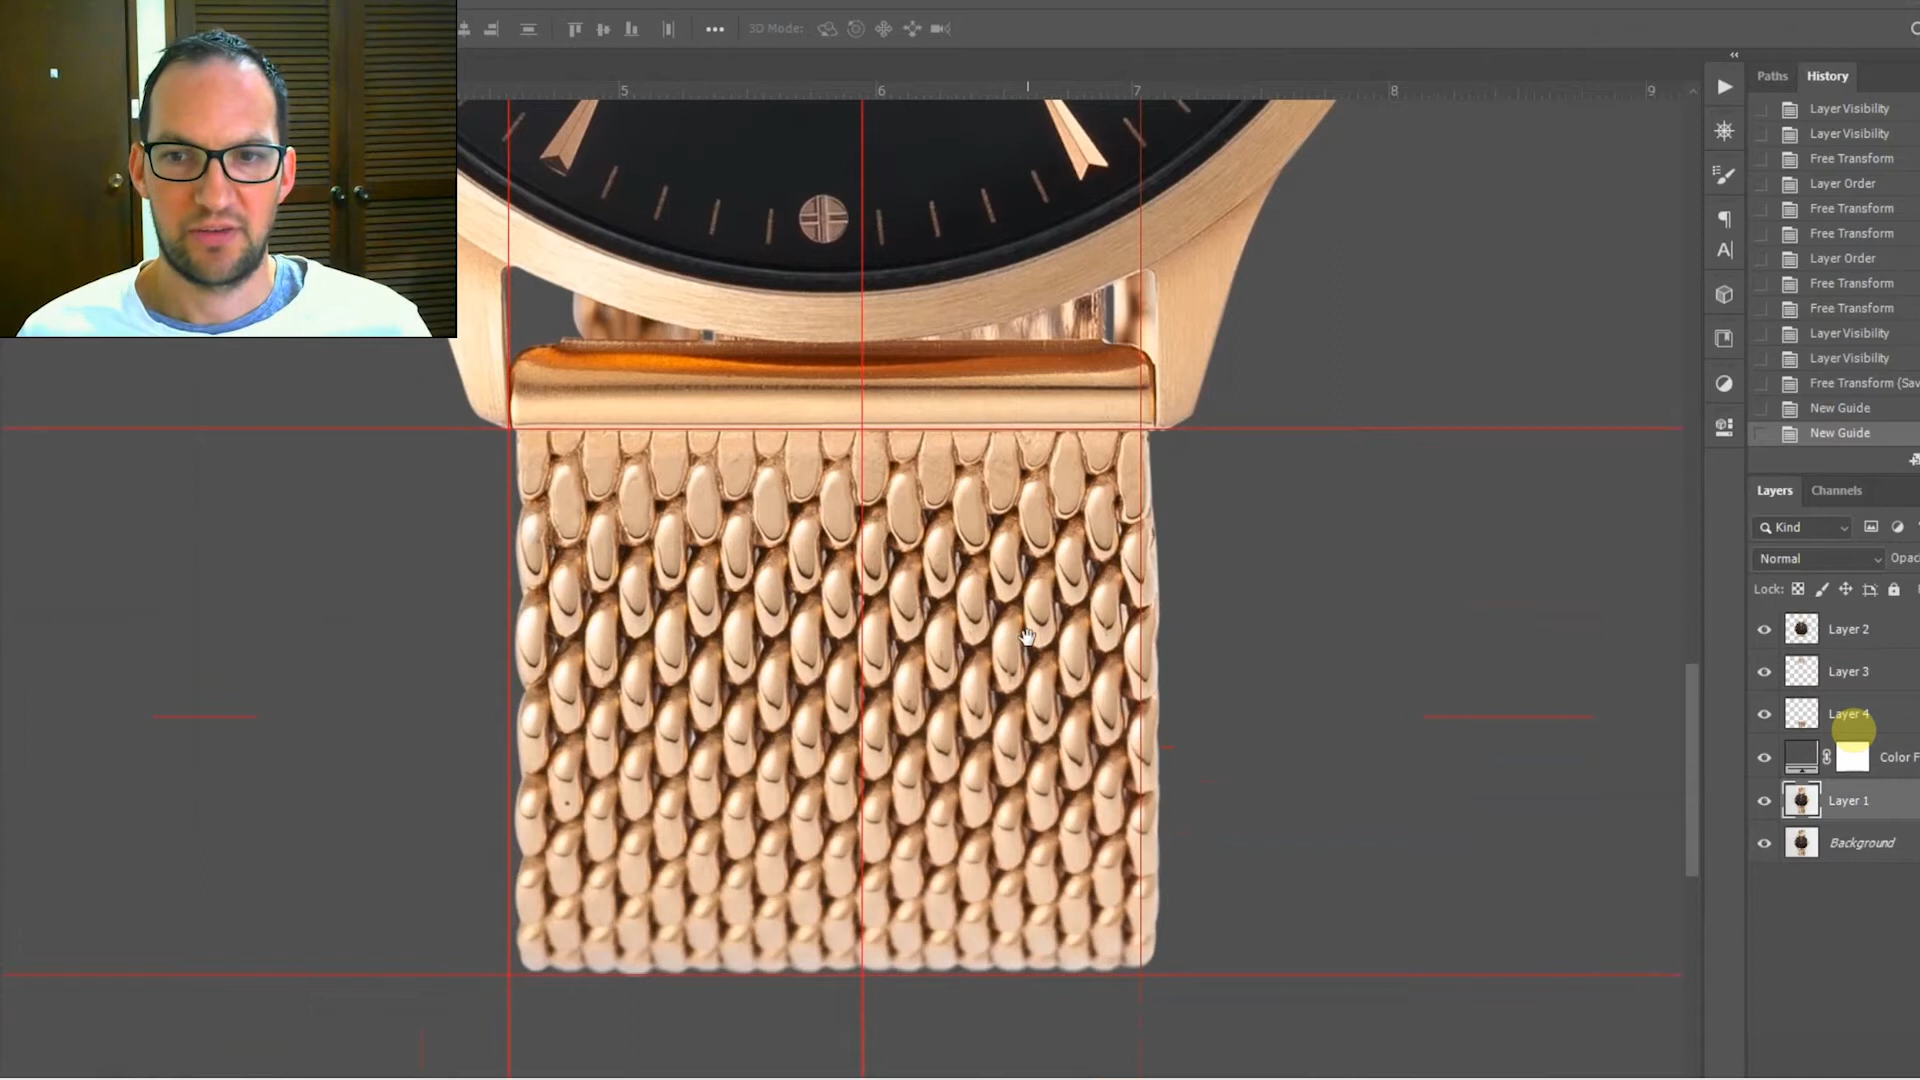 3D Mode:
5 6 7 8 9
Paths History
Layer Visibility
Layer Visibility
Free Transform
Layer Order
Free Transform
Free Transform
Layer Order
Free Transform
Free Transform
Layer Visibility
Layer Visibility
Free Transform (Sav
New Guide
New Guide
Layers Channels
Kind
Normal Opac
Lock:
Layer 2
Layer 3
Layer 4
Color F
Layer 1
Background